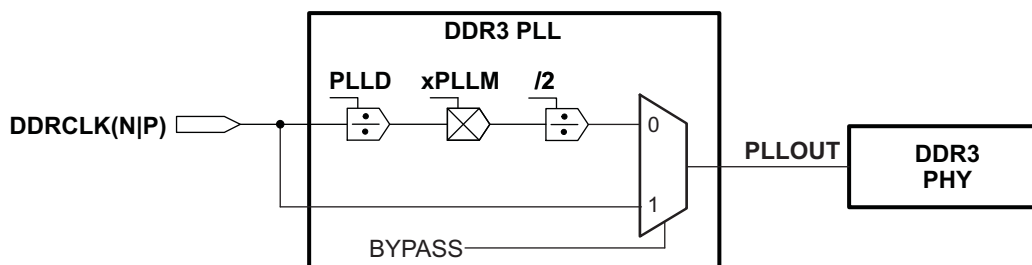 DDR3 PLL
PLLD xPLLM /2
DDRCLK(N|P)
0
PLLOUT
DDR3
PHY
1
BYPASS